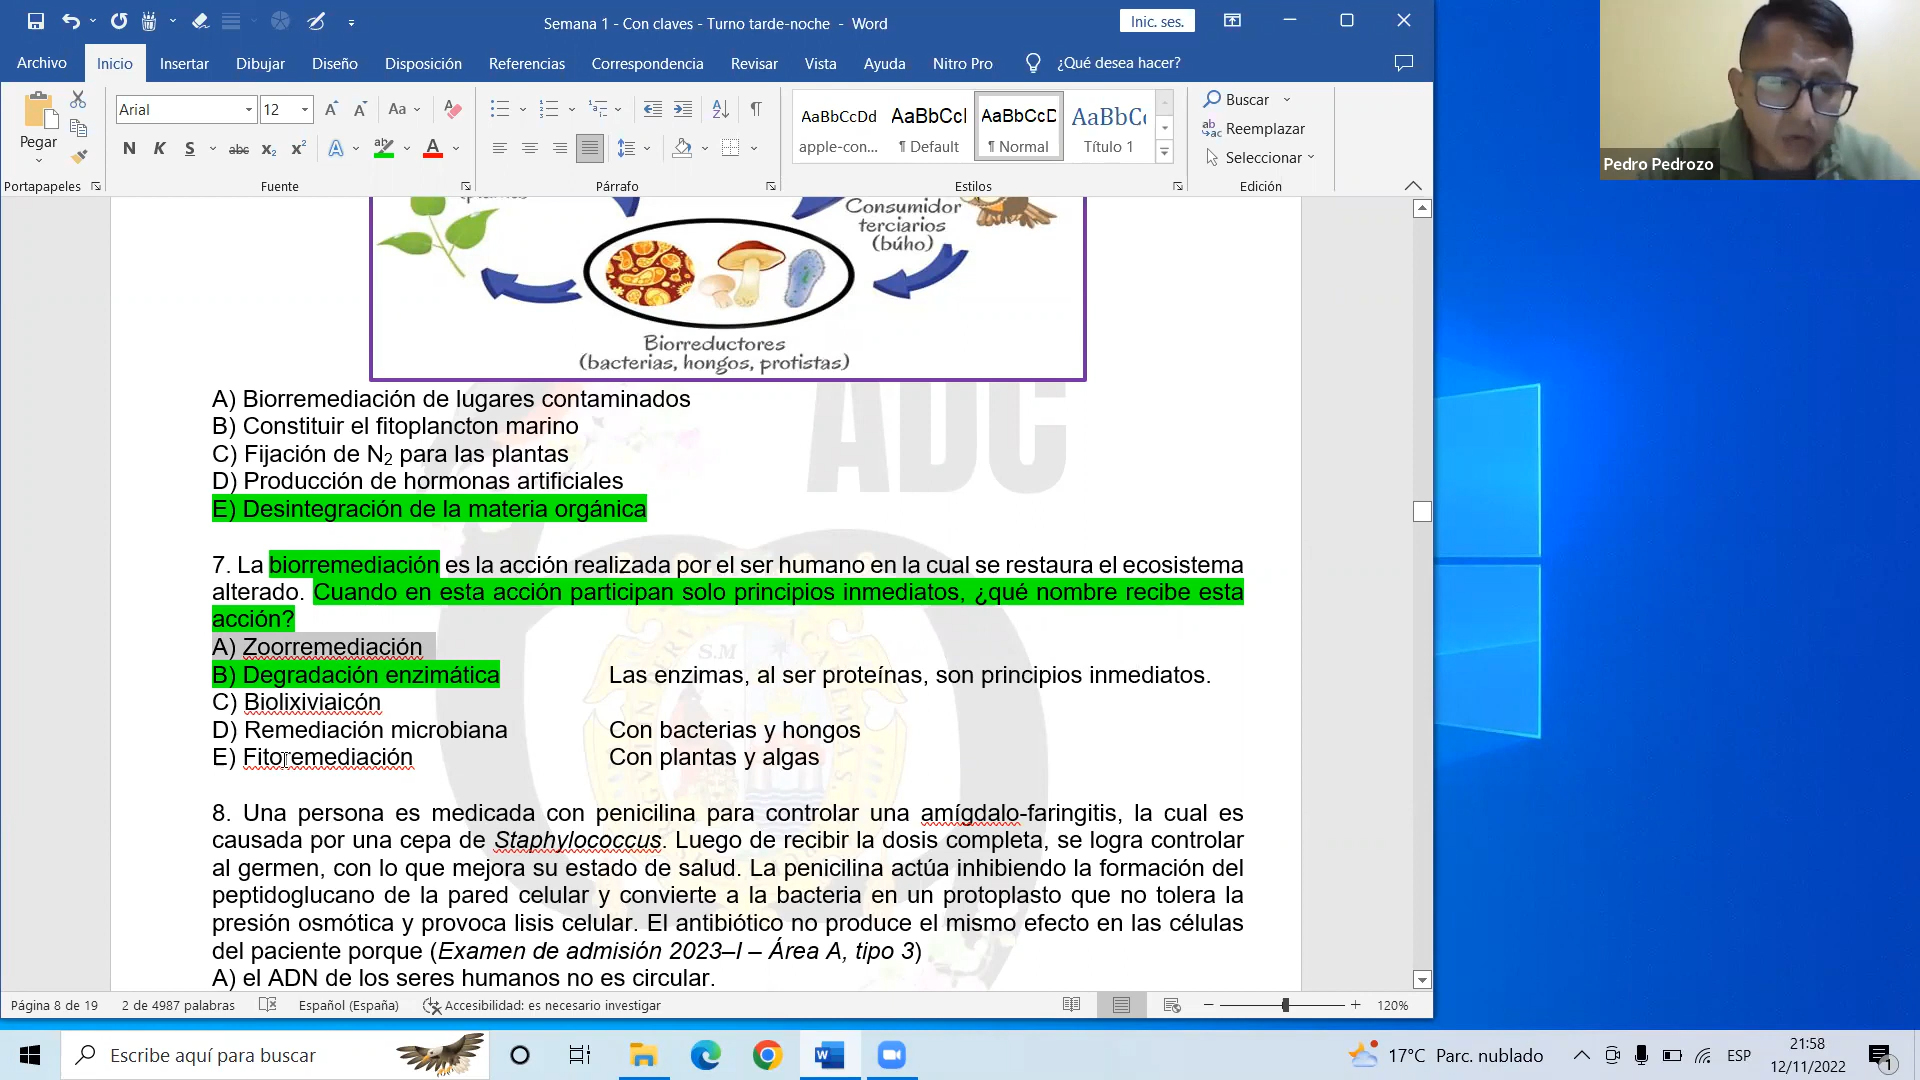 Semana 1 - Con claves - Turno tarde-noche - Word
Inic. ses.
Archivo Inicio Insertar Dibujar Diseño Disposición Referencias Correspondencia Revisar Vista Ayuda Nitro Pro ¿Qué desea hacer?
Pegar
Arial 12
Aa
N K S abc x₂ x² A ab A
AaBbCcDd AaBbCcI AaBbCcD AaBbCc
apple-con... ¶ Default ¶ Normal Título 1
Buscar
Reemplazar
Seleccionar
Portapapeles Fuente Párrafo Estilos Edición
Pedro Pedrozo
Consumidor
terciarios
(búho)
Biorreductores
(bacterias, hongos, protistas)
ADC
A) Biorremediación de lugares contaminados
B) Constituir el fitoplancton marino
C) Fijación de N₂ para las plantas
D) Producción de hormonas artificiales
E) Desintegración de la materia orgánica
7. La biorremediación es la acción realizada por el ser humano en la cual se restaura el ecosistema
alterado. Cuando en esta acción participan solo principios inmediatos, ¿qué nombre recibe esta
acción?
A) Zoorremediación
B) Degradación enzimática Las enzimas, al ser proteínas, son principios inmediatos.
C) Biolixiviaicón
D) Remediación microbiana Con bacterias y hongos
E) Fitoremediación Con plantas y algas
8. Una persona es medicada con penicilina para controlar una amígdalo-faringitis, la cual es
causada por una cepa de Staphylococcus. Luego de recibir la dosis completa, se logra controlar
al germen, con lo que mejora su estado de salud. La penicilina actúa inhibiendo la formación del
peptidoglucano de la pared celular y convierte a la bacteria en un protoplasto que no tolera la
presión osmótica y provoca lisis celular. El antibiótico no produce el mismo efecto en las células
del paciente porque (Examen de admisión 2023–I – Área A, tipo 3)
A) el ADN de los seres humanos no es circular.
Página 8 de 19 2 de 4987 palabras Español (España) Accesibilidad: es necesario investigar 120%
Escribe aquí para buscar
17°C Parc. nublado ESP
21:58
12/11/2022
1